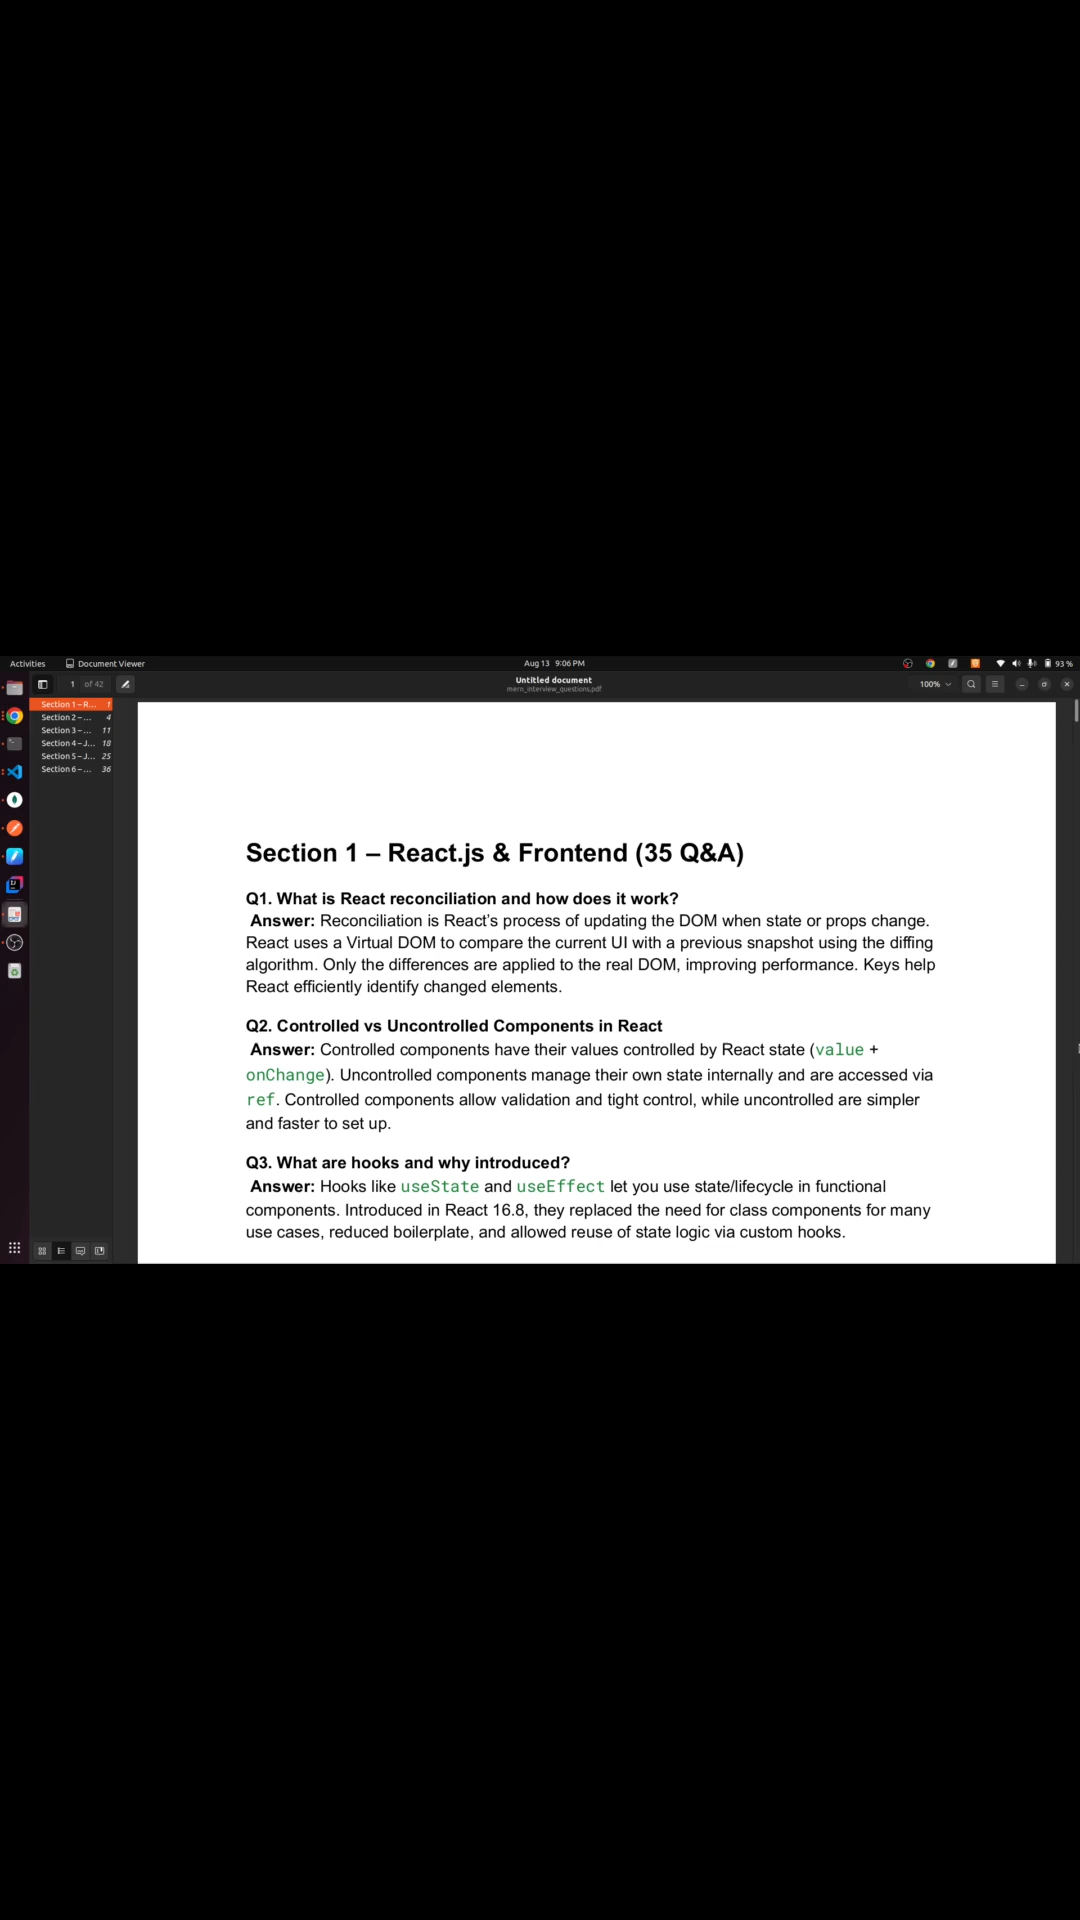 Activities Document Viewer Aug 13 9:06 PM 93 %
1 of 42 Untitled document 100%
mern_interview_questions.pdf
Section 1 – R... 1
Section 2 – ... 4
Section 3 – ... 11
Section 4 – J... 18
Section 5 – J... 25
Section 6 – ... 36
Section 1 – React.js & Frontend (35 Q&A)
Q1. What is React reconciliation and how does it work?
Answer: Reconciliation is React’s process of updating the DOM when state or props change.
React uses a Virtual DOM to compare the current UI with a previous snapshot using the diffing
algorithm. Only the differences are applied to the real DOM, improving performance. Keys help
React efficiently identify changed elements.
Q2. Controlled vs Uncontrolled Components in React
Answer: Controlled components have their values controlled by React state (value +
onChange). Uncontrolled components manage their own state internally and are accessed via
ref. Controlled components allow validation and tight control, while uncontrolled are simpler
and faster to set up.
Q3. What are hooks and why introduced?
Answer: Hooks like useState and useEffect let you use state/lifecycle in functional
components. Introduced in React 16.8, they replaced the need for class components for many
use cases, reduced boilerplate, and allowed reuse of state logic via custom hooks.